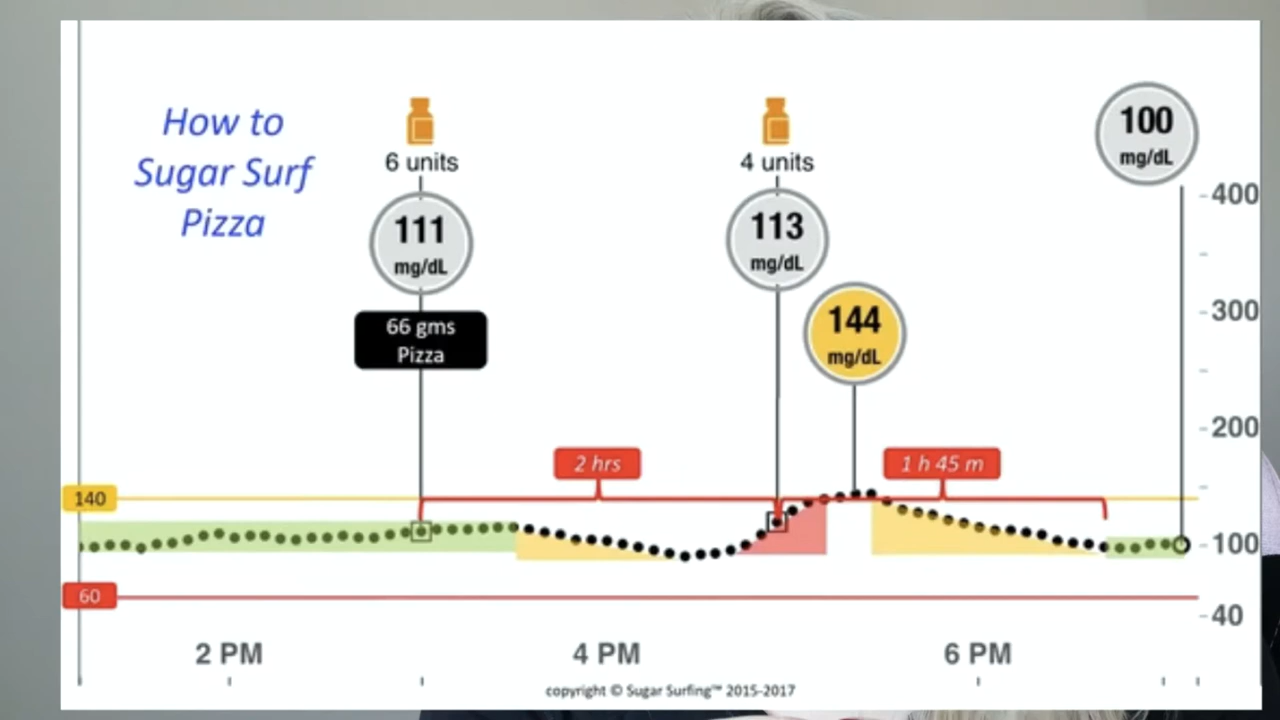 How to
Sugar Surf
Pizza
6 units
111
mg/dL
66 gms
Pizza
4 units
113
mg/dL
144
mg/dL
100
mg/dL
400
300
200
100
40
2 hrs
1 h 45 m
140
60
2 PM
4 PM
6 PM
copyright © Sugar Surfing™ 2015-2017